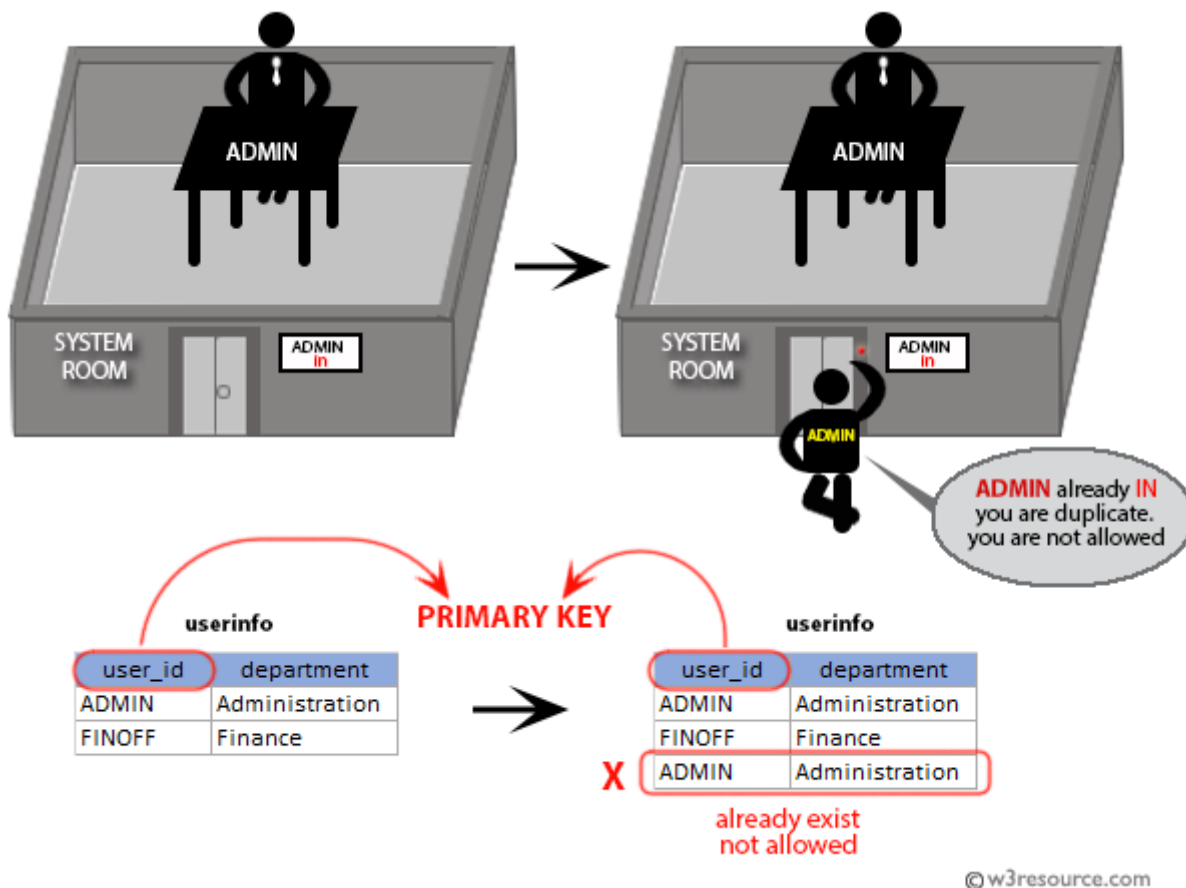 ADMIN
SYSTEM
ROOM
ADMIN
in
ADMIN
SYSTEM
ROOM
ADMIN
in
ADMIN
ADMIN already IN
you are duplicate.
you are not allowed
PRIMARY KEY
userinfo
user_id department
ADMIN Administration
FINOFF Finance
userinfo
user_id department
ADMIN Administration
FINOFF Finance
X ADMIN Administration
already exist
not allowed
© w3resource.com